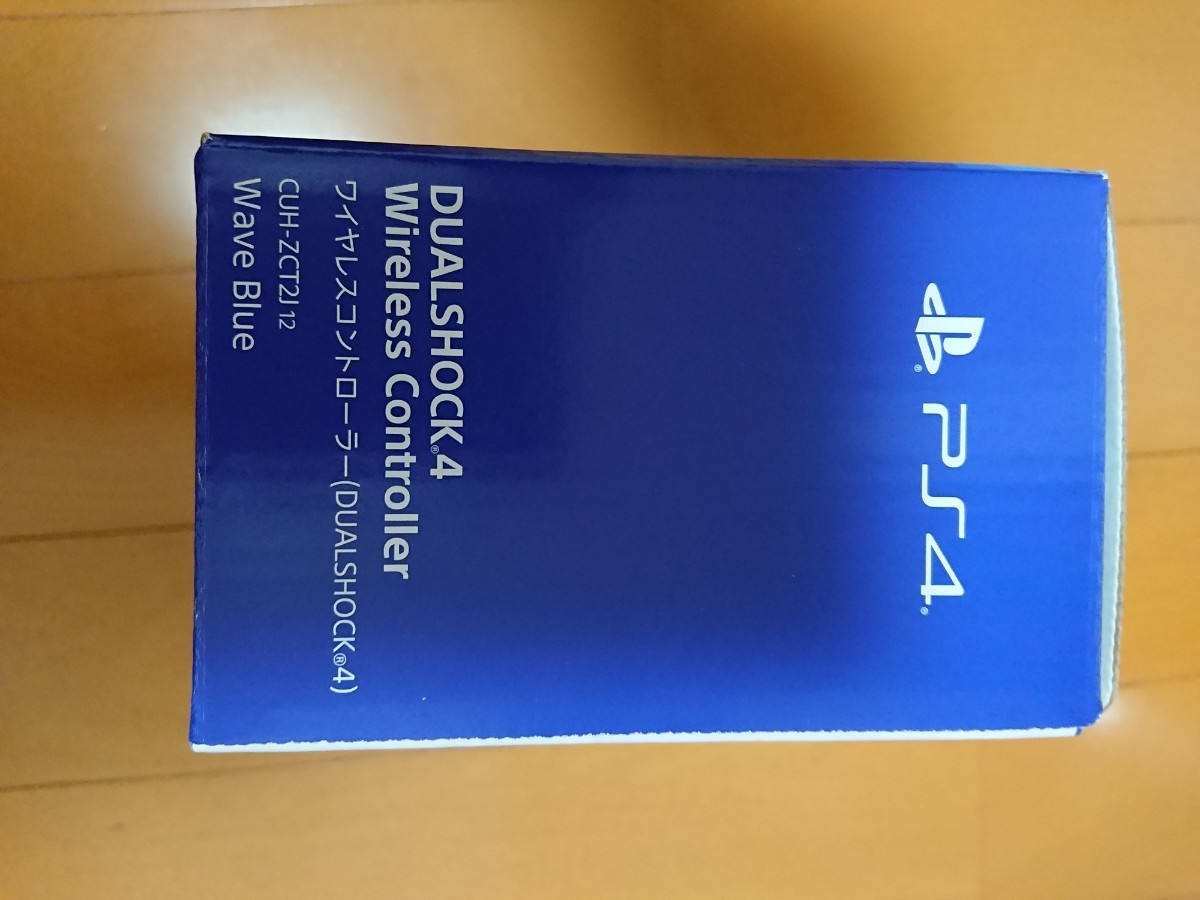 PS4®
DUALSHOCK®4
Wireless Controller
ワイヤレスコントローラー(DUALSHOCK®4)
CUH-ZCT2J 12
Wave Blue